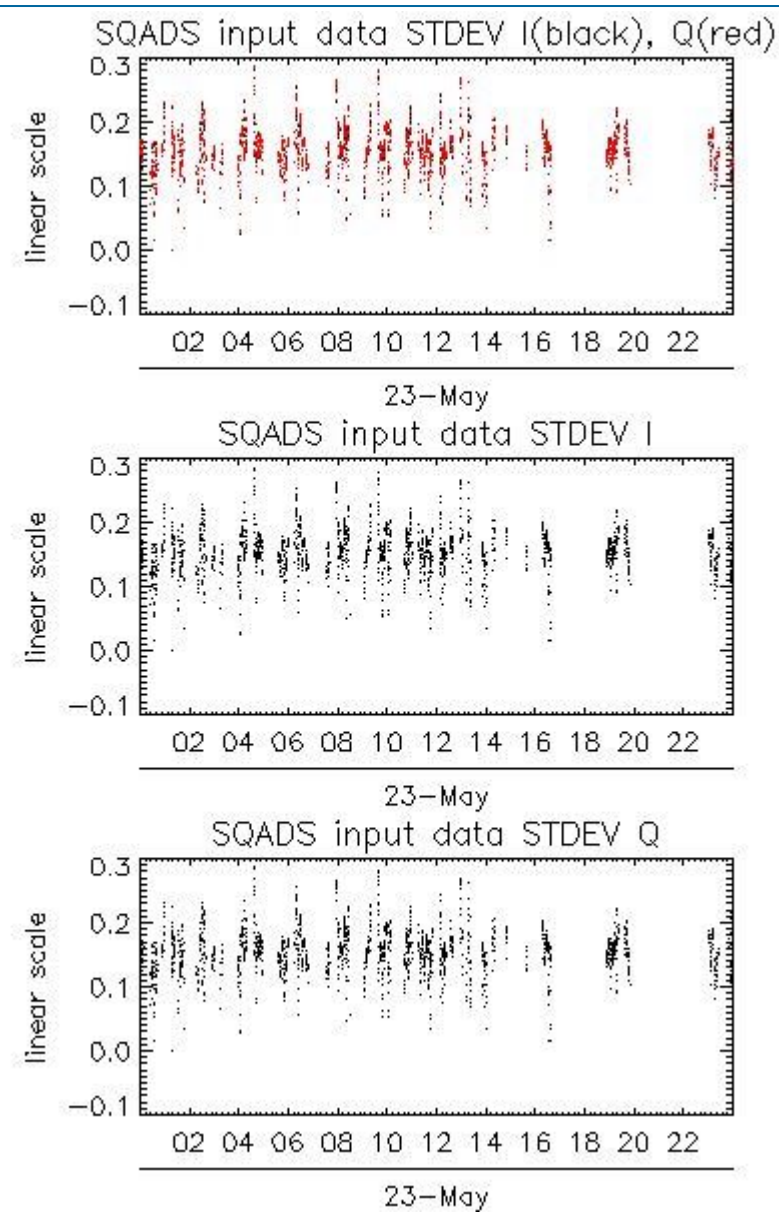 SQADS input data STDEV I(black), Q(red)
0.3
0.2
0.1
0.0
−0.1
linear scale
02 04 06 08 10 12 14 16 18 20 22
23−May
SQADS input data STDEV I
0.3
0.2
0.1
0.0
−0.1
linear scale
02 04 06 08 10 12 14 16 18 20 22
23−May
SQADS input data STDEV Q
0.3
0.2
0.1
0.0
−0.1
linear scale
02 04 06 08 10 12 14 16 18 20 22
23−May